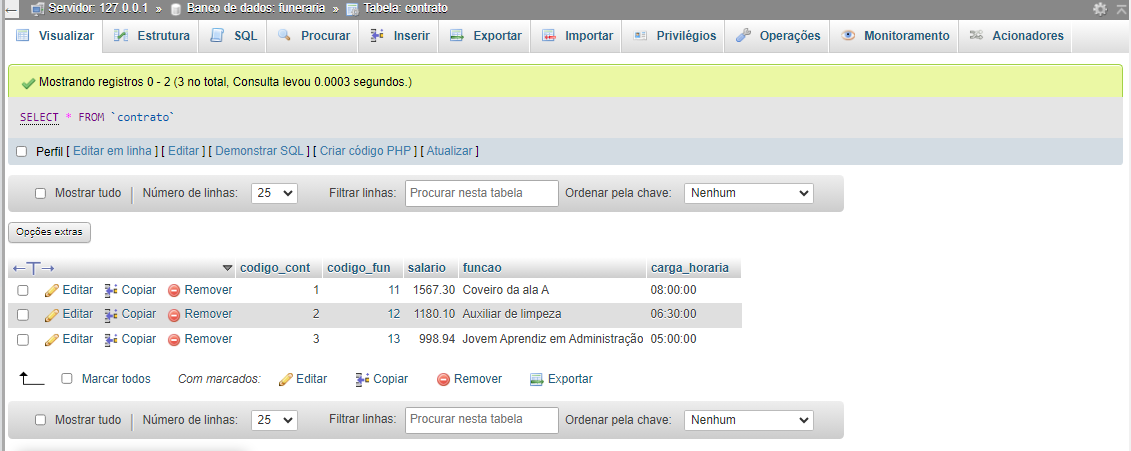 Servidor: 127.0.0.1 » Banco de dados: funeraria » Tabela: contrato
Visualizar Estrutura SQL Procurar Inserir Exportar Importar Privilégios Operações Monitoramento Acionadores
Mostrando registros 0 - 2 (3 no total, Consulta levou 0.0003 segundos.)
SELECT * FROM `contrato`
Perfil [ Editar em linha ] [ Editar ] [ Demonstrar SQL ] [ Criar código PHP ] [ Atualizar ]
Mostrar tudo Número de linhas: 25 Filtrar linhas: Procurar nesta tabela Ordenar pela chave: Nenhum
Opções extras
←T→ codigo_cont codigo_fun salario funcao carga_horaria
Editar Copiar Remover 1 11 1567.30 Coveiro da ala A 08:00:00
Editar Copiar Remover 2 12 1180.10 Auxiliar de limpeza 06:30:00
Editar Copiar Remover 3 13 998.94 Jovem Aprendiz em Administração 05:00:00
Marcar todos Com marcados: Editar Copiar Remover Exportar
Mostrar tudo Número de linhas: 25 Filtrar linhas: Procurar nesta tabela Ordenar pela chave: Nenhum